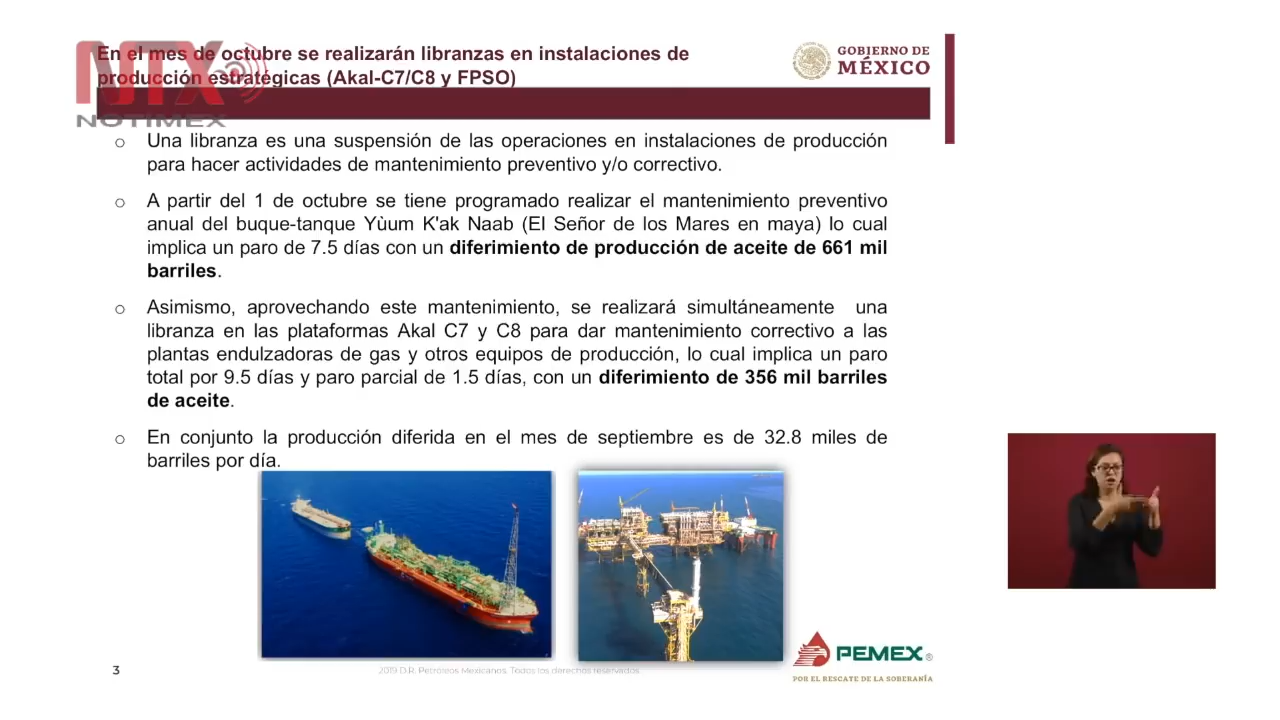 En el mes de octubre se realizarán libranzas en instalaciones de
producción estratégicas (Akal-C7/C8 y FPSO)
NTX
NOTIMEX
GOBIERNO DE
MÉXICO
o Una libranza es una suspensión de las operaciones en instalaciones de producción
para hacer actividades de mantenimiento preventivo y/o correctivo.
o A partir del 1 de octubre se tiene programado realizar el mantenimiento preventivo
anual del buque-tanque Yùum K'ak Naab (El Señor de los Mares en maya) lo cual
implica un paro de 7.5 días con un diferimiento de producción de aceite de 661 mil
barriles.
o Asimismo, aprovechando este mantenimiento, se realizará simultáneamente una
libranza en las plataformas Akal C7 y C8 para dar mantenimiento correctivo a las
plantas endulzadoras de gas y otros equipos de producción, lo cual implica un paro
total por 9.5 días y paro parcial de 1.5 días, con un diferimiento de 356 mil barriles
de aceite.
o En conjunto la producción diferida en el mes de septiembre es de 32.8 miles de
barriles por día.
PEMEX®
POR EL RESCATE DE LA SOBERANÍA
3
2019 D.R. Petróleos Mexicanos. Todos los derechos reservados.